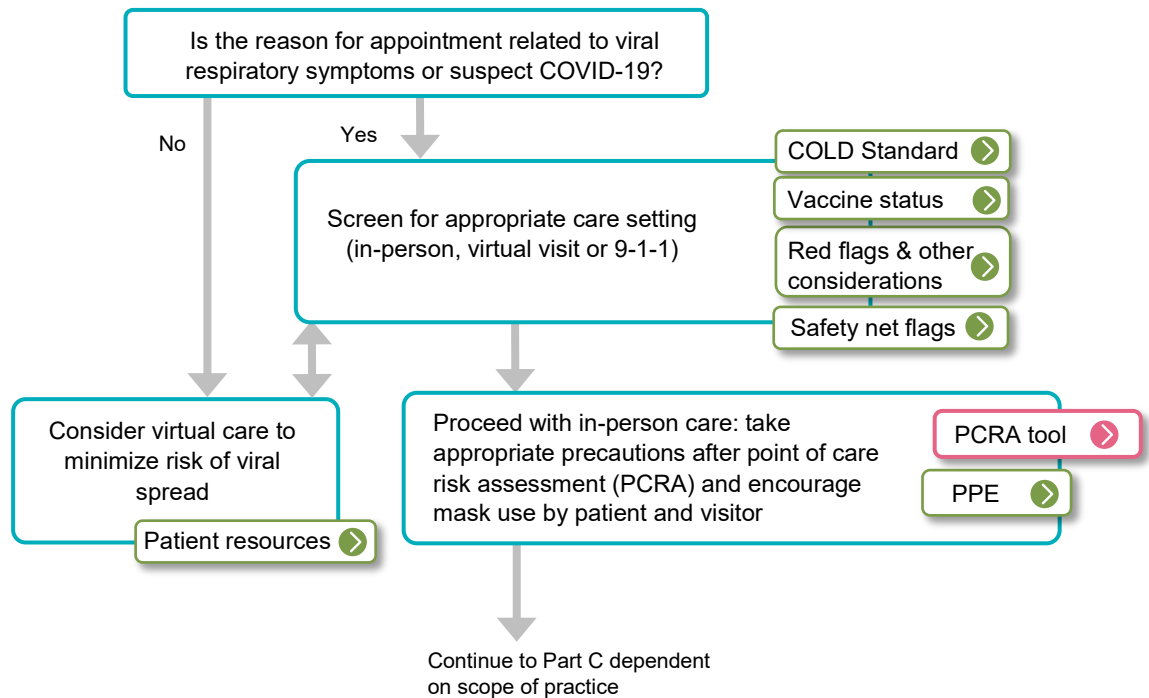 Is the reason for appointment related to viral
respiratory symptoms or suspect COVID-19?
No
Yes
Screen for appropriate care setting
(in-person, virtual visit or 9-1-1)
COLD Standard
Vaccine status
Red flags & other
considerations
Safety net flags
Consider virtual care to
minimize risk of viral
spread
Patient resources
Proceed with in-person care: take
appropriate precautions after point of care
risk assessment (PCRA) and encourage
mask use by patient and visitor
PCRA tool
PPE
Continue to Part C dependent
on scope of practice